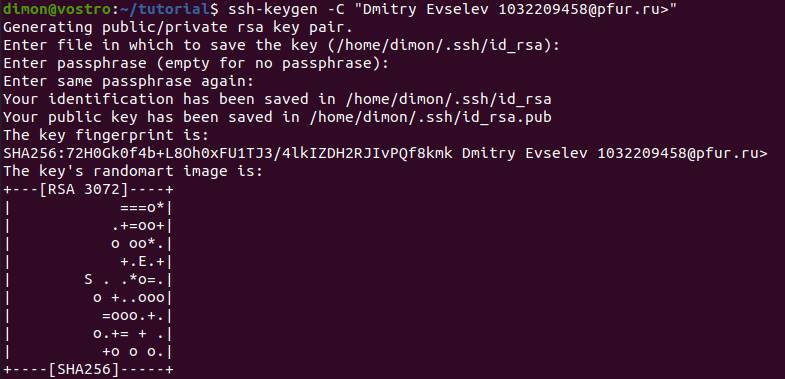 dimon@vostro:~/tutorial$ ssh-keygen -C "Dmitry Evselev 1032209458@pfur.ru>"
Generating public/private rsa key pair.
Enter file in which to save the key (/home/dimon/.ssh/id_rsa):
Enter passphrase (empty for no passphrase):
Enter same passphrase again:
Your identification has been saved in /home/dimon/.ssh/id_rsa
Your public key has been saved in /home/dimon/.ssh/id_rsa.pub
The key fingerprint is:
SHA256:72H0Gk0f4b+L8Oh0xFU1TJ3/4lkIZDH2RJIvPQf8kmk Dmitry Evselev 1032209458@pfur.ru>
The key's randomart image is:
+---[RSA 3072]----+
|            ===o*|
|           .+=oo+|
|           o oo*.|
|            +.E.+|
|        S . .*o=.|
|         o +..ooo|
|          =ooo.+.|
|         o.+= + .|
|          +o o o.|
+----[SHA256]-----+